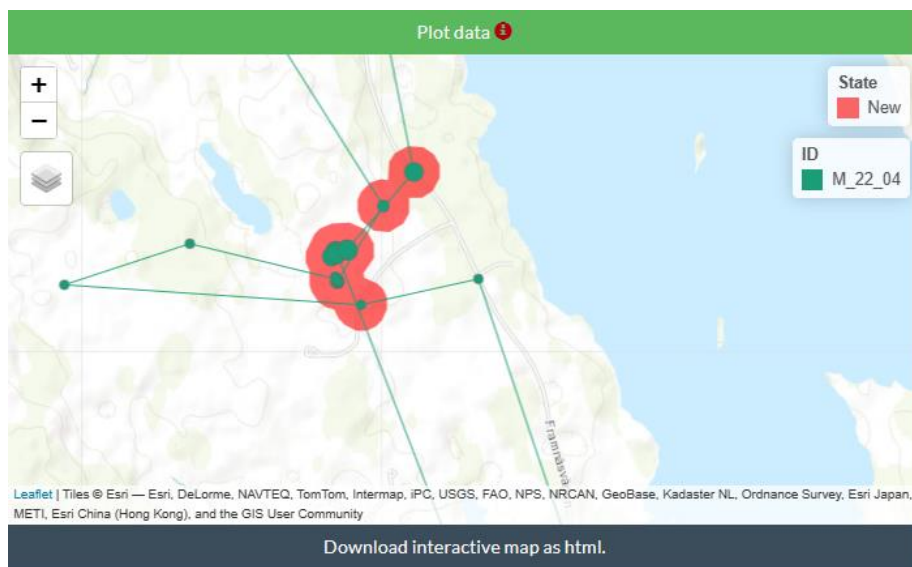 Plot data
+
−
State
New
ID
M_22_04
Leaflet | Tiles © Esri — Esri, DeLorme, NAVTEQ, TomTom, Intermap, iPC, USGS, FAO, NPS, NRCAN, GeoBase, Kadaster NL, Ordnance Survey, Esri Japan,
METI, Esri China (Hong Kong), and the GIS User Community
Download interactive map as html.